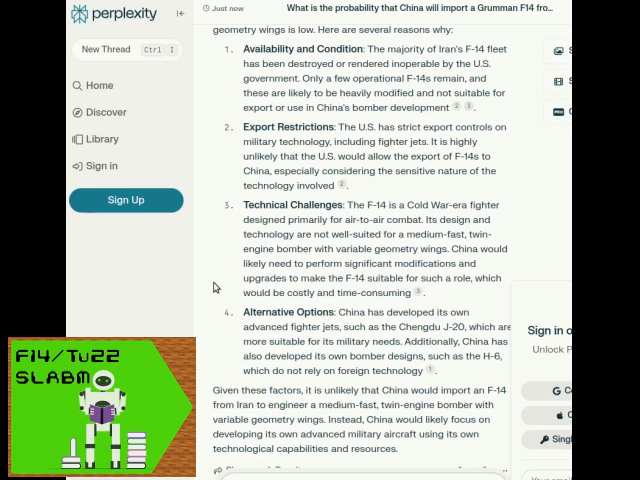 perplexity
Just now
What is the probability that China will import a Grumman F14 fro...
New Thread
Ctrl I
Home
Discover
Library
Sign in
Sign Up
geometry wings is low. Here are several reasons why:
1. Availability and Condition: The majority of Iran's F-14 fleet
has been destroyed or rendered inoperable by the U.S.
government. Only a few operational F-14s remain, and
these are likely to be heavily modified and not suitable for
export or use in China's bomber development 2 3.
2. Export Restrictions: The U.S. has strict export controls on
military technology, including fighter jets. It is highly
unlikely that the U.S. would allow the export of F-14s to
China, especially considering the sensitive nature of the
technology involved 2.
3. Technical Challenges: The F-14 is a Cold War-era fighter
designed primarily for air-to-air combat. Its design and
technology are not well-suited for a medium-fast, twin-
engine bomber with variable geometry wings. China would
likely need to perform significant modifications and
upgrades to make the F-14 suitable for such a role, which
would be costly and time-consuming 3.
4. Alternative Options: China has developed its own
advanced fighter jets, such as the Chengdu J-20, which are
more suitable for its military needs. Additionally, China has
also developed its own bomber designs, such as the H-6,
which do not rely on foreign technology 1.
Given these factors, it is unlikely that China would import an F-14
from Iran to engineer a medium-fast, twin-engine bomber with
variable geometry wings. Instead, China would likely focus on
developing its own advanced military aircraft using its own
technological capabilities and resources.
Sign in o
Unlock P
Singl
F14/Tu22
SLABM